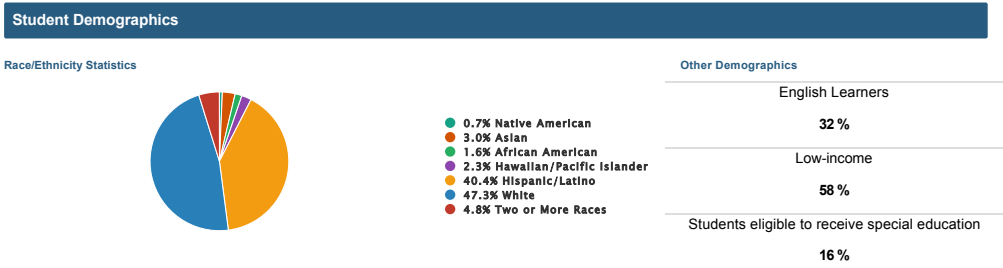 Student Demographics
Race/Ethnicity Statistics
0.7% Native American
3.0% Asian
1.6% African American
2.3% Hawaiian/Pacific Islander
40.4% Hispanic/Latino
47.3% White
4.8% Two or More Races
Other Demographics
English Learners
32 %
Low-income
58 %
Students eligible to receive special education
16 %